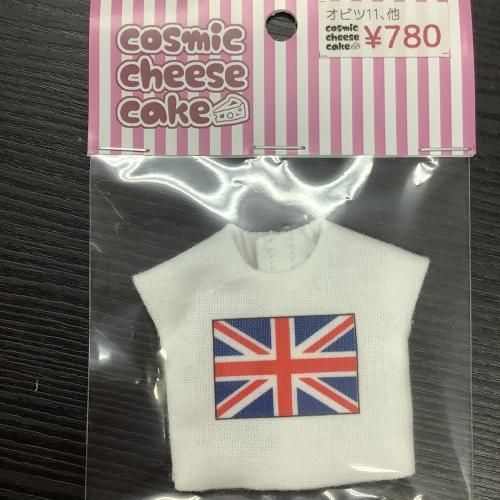 cosmic
cheese
cake
オビツ11、他
cosmic
cheese
cake
¥780